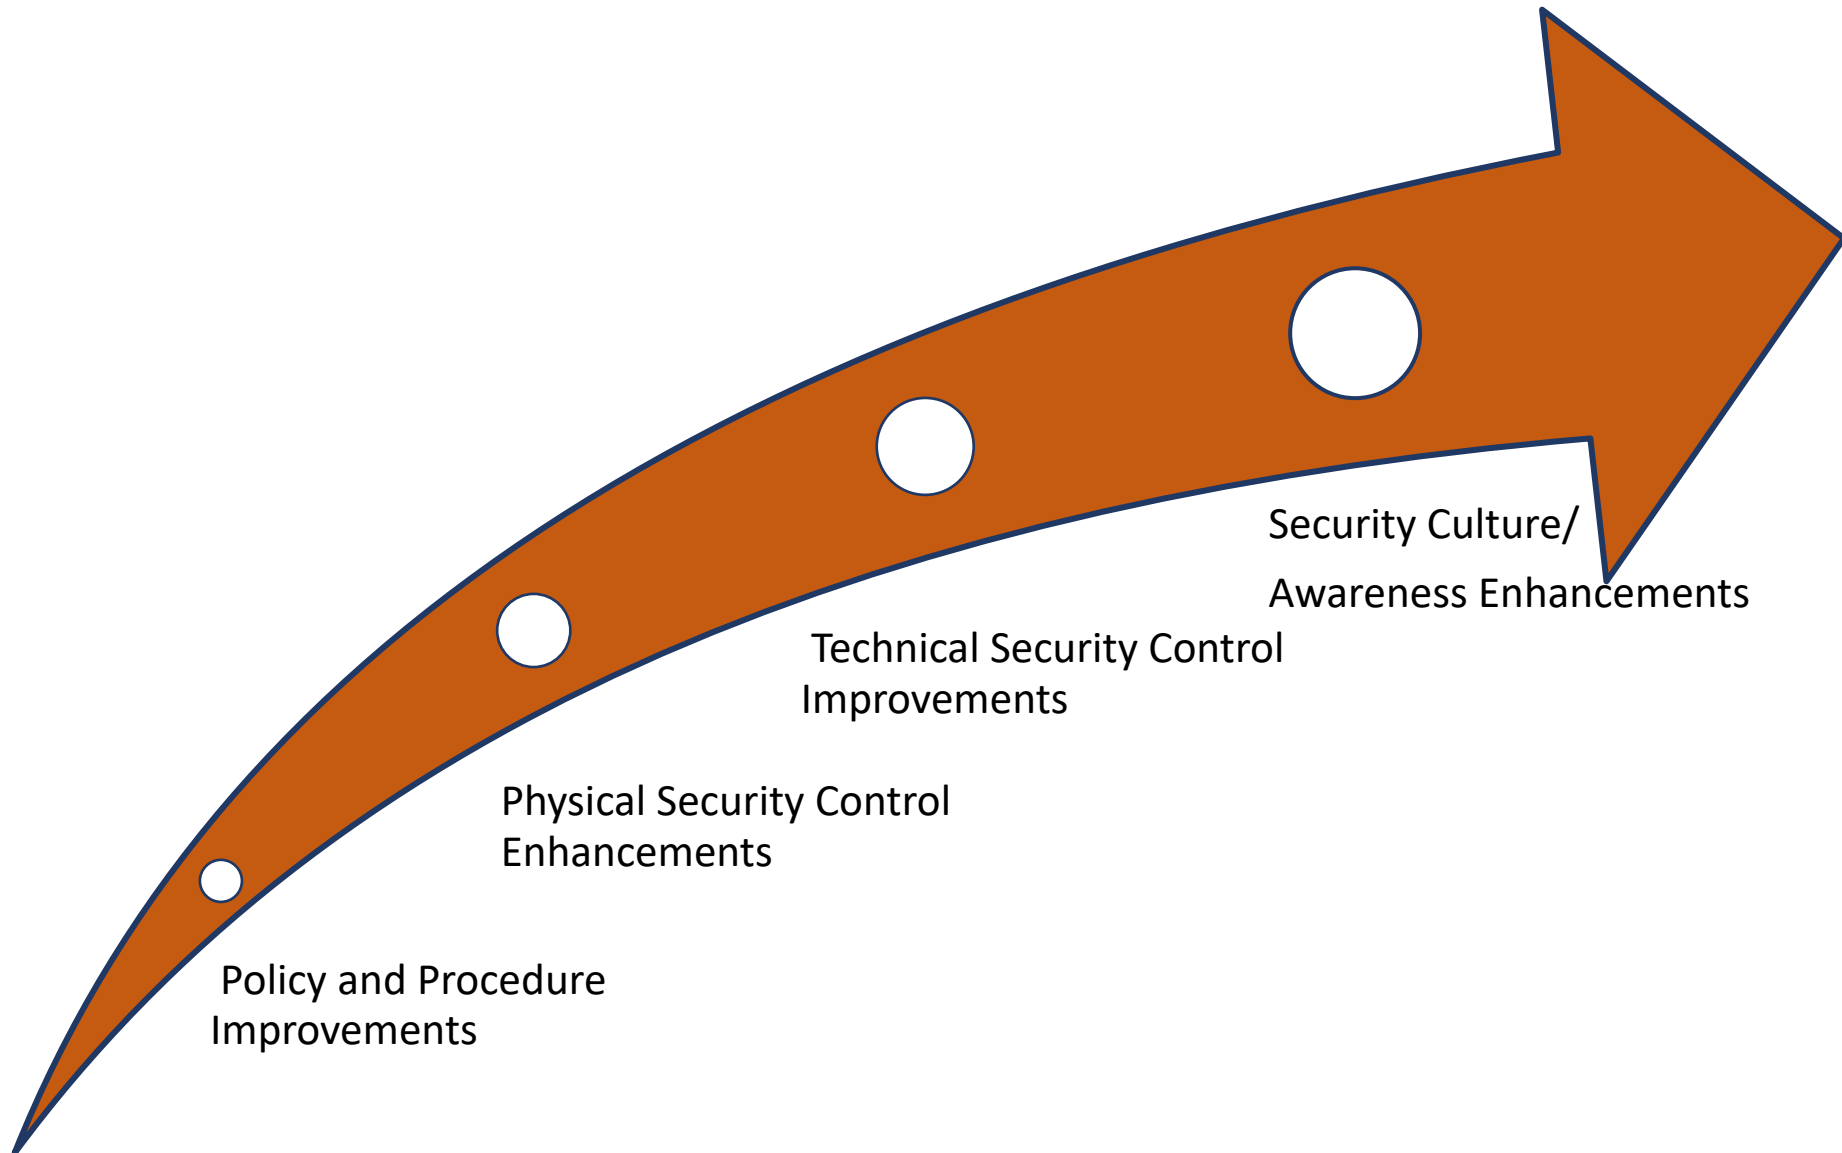 Security Culture/
Awareness Enhancements
Technical Security Control
Improvements
Physical Security Control
Enhancements
Policy and Procedure
Improvements